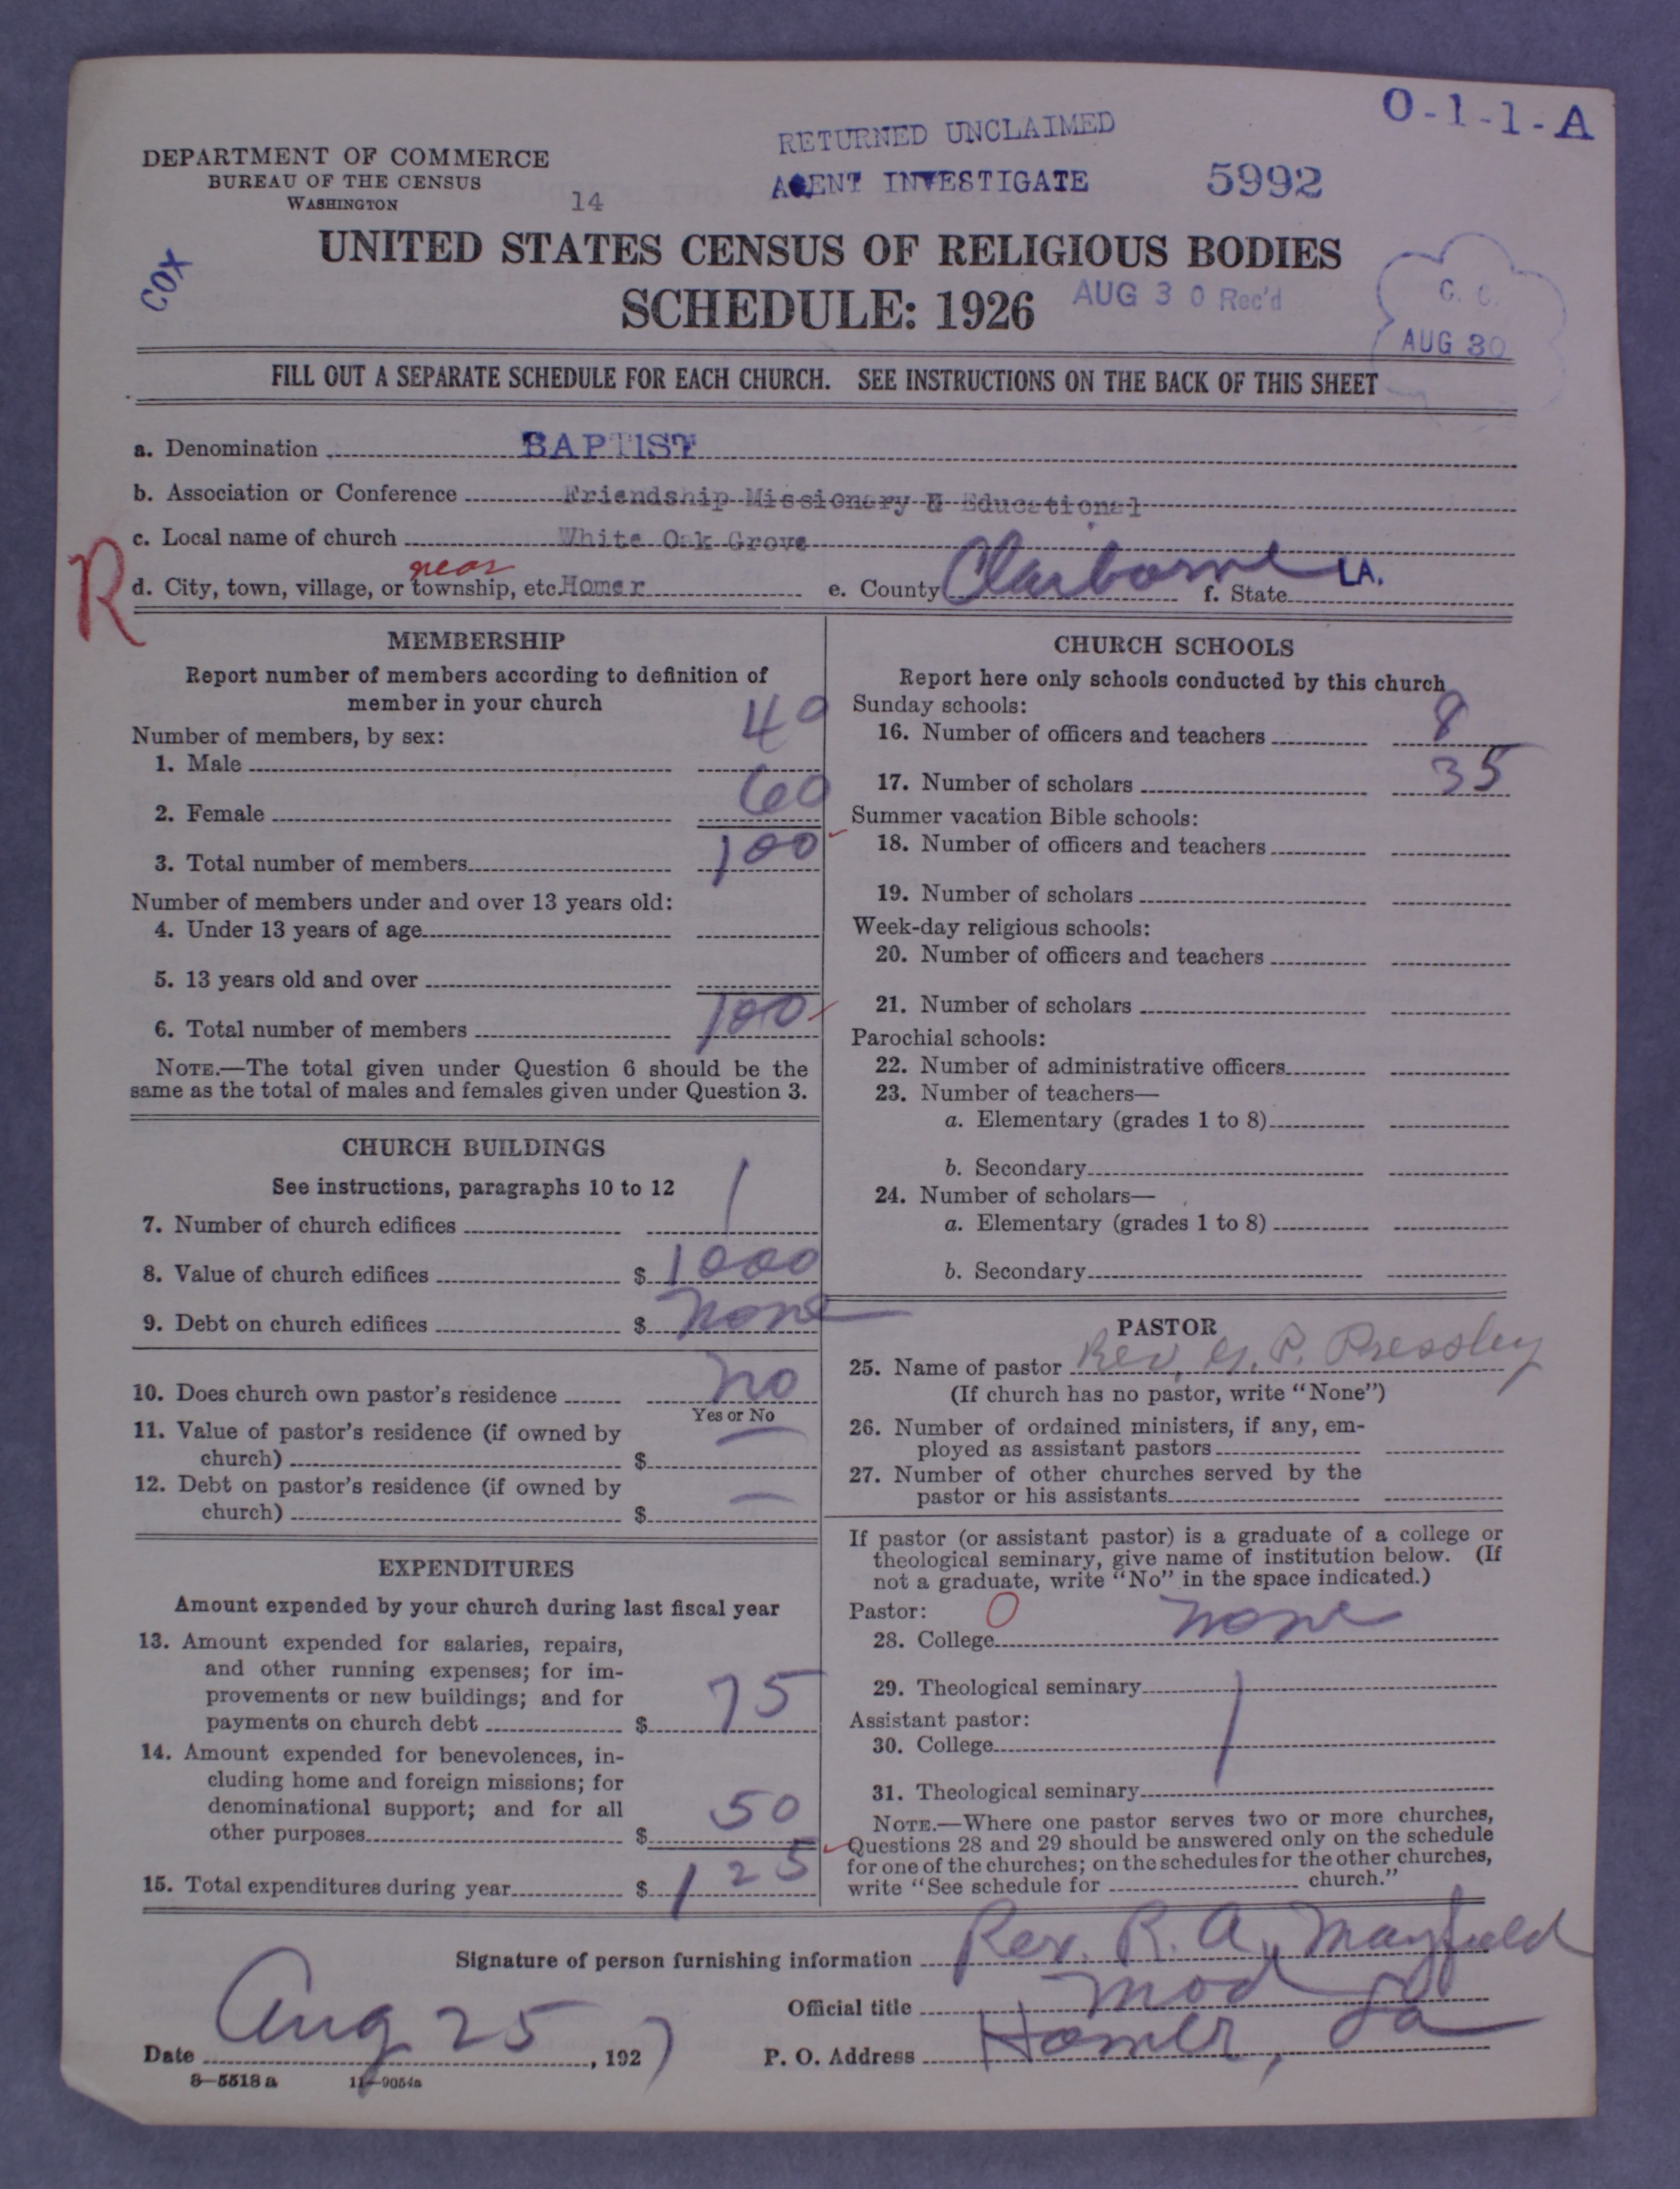 O-1-1-A
RETURNED UNCLAIMED
DEPARTMENT OF COMMERCE
BUREAU OF THE CENSUS
WASHINGTON
14
AGENT INVESTIGATE
5992
COX
UNITED STATES CENSUS OF RELIGIOUS BODIES
SCHEDULE: 1926
AUG 30 Rec'd
C. C.
AUG 30
FILL OUT A SEPARATE SCHEDULE FOR EACH CHURCH. SEE INSTRUCTIONS ON THE BACK OF THIS SHEET
a. Denomination BAPTIST
b. Association or Conference Friendship Missionary & Educational
c. Local name of church White Oak Grove
R
near
d. City, town, village, or township, etc. Homer e. County Claiborne f. State LA.
MEMBERSHIP
Report number of members according to definition of
member in your church
Number of members, by sex:
1. Male 40
2. Female 60
3. Total number of members 100
Number of members under and over 13 years old:
4. Under 13 years of age
5. 13 years old and over
6. Total number of members 100
NOTE.—The total given under Question 6 should be the
same as the total of males and females given under Question 3.
CHURCH BUILDINGS
See instructions, paragraphs 10 to 12
7. Number of church edifices 1
8. Value of church edifices $ 1000
9. Debt on church edifices $ none
10. Does church own pastor's residence no
Yes or No
11. Value of pastor's residence (if owned by
church) $ —
12. Debt on pastor's residence (if owned by
church) $ —
EXPENDITURES
Amount expended by your church during last fiscal year
13. Amount expended for salaries, repairs,
and other running expenses; for im-
provements or new buildings; and for
payments on church debt $ 75
14. Amount expended for benevolences, in-
cluding home and foreign missions; for
denominational support; and for all
other purposes $ 50
15. Total expenditures during year $ 125
CHURCH SCHOOLS
Report here only schools conducted by this church
Sunday schools:
16. Number of officers and teachers 8
17. Number of scholars 35
Summer vacation Bible schools:
18. Number of officers and teachers
19. Number of scholars
Week-day religious schools:
20. Number of officers and teachers
21. Number of scholars
Parochial schools:
22. Number of administrative officers
23. Number of teachers—
a. Elementary (grades 1 to 8)
b. Secondary
24. Number of scholars—
a. Elementary (grades 1 to 8)
b. Secondary
PASTOR
25. Name of pastor Rev. G. P. Pressley
(If church has no pastor, write "None")
26. Number of ordained ministers, if any, em-
ployed as assistant pastors
27. Number of other churches served by the
pastor or his assistants
If pastor (or assistant pastor) is a graduate of a college or
theological seminary, give name of institution below. (If
not a graduate, write "No" in the space indicated.)
Pastor: 0
28. College none
29. Theological seminary
Assistant pastor:
30. College
31. Theological seminary
NOTE.—Where one pastor serves two or more churches,
Questions 28 and 29 should be answered only on the schedule
for one of the churches; on the schedules for the other churches,
write "See schedule for church."
Signature of person furnishing information Rev. R. A. Mayfield
Official title Mod
Date Aug 25, 1927 P. O. Address Homer, La
8—5518 a 11—9054a